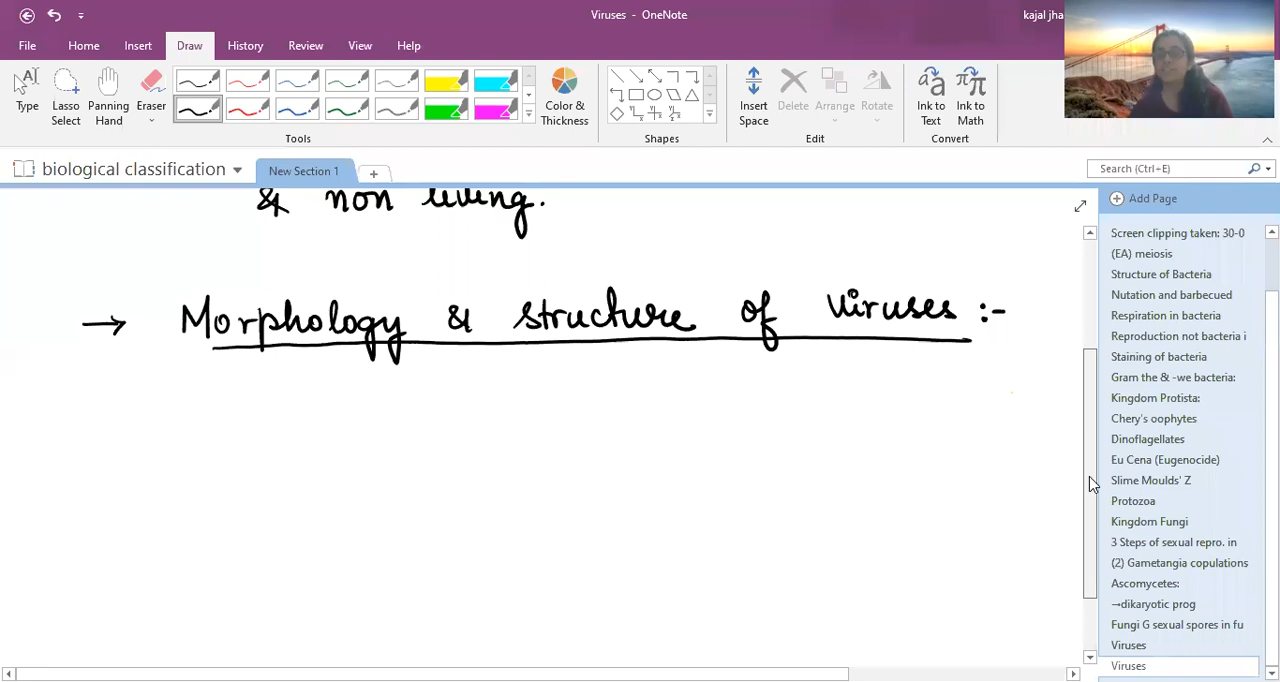 Viruses - OneNote
kajal jha
File Home Insert Draw History Review View Help
Type Lasso Select Panning Hand Eraser Color & Thickness Insert Space Delete Arrange Rotate Ink to Text Ink to Math
Tools Shapes Edit Convert
biological classification New Section 1 + Search (Ctrl+E)
& non living.
→ Morphology & structure of viruses :-
Add Page
Screen clipping taken: 30-0
(EA) meiosis
Structure of Bacteria
Nutation and barbecued
Respiration in bacteria
Reproduction not bacteria i
Staining of bacteria
Gram the & -we bacteria:
Kingdom Protista:
Chery's oophytes
Dinoflagellates
Eu Cena (Eugenocide)
Slime Moulds' Z
Protozoa
Kingdom Fungi
3 Steps of sexual repro. in
(2) Gametangia copulations
Ascomycetes:
→dikaryotic prog
Fungi G sexual spores in fu
Viruses
Viruses